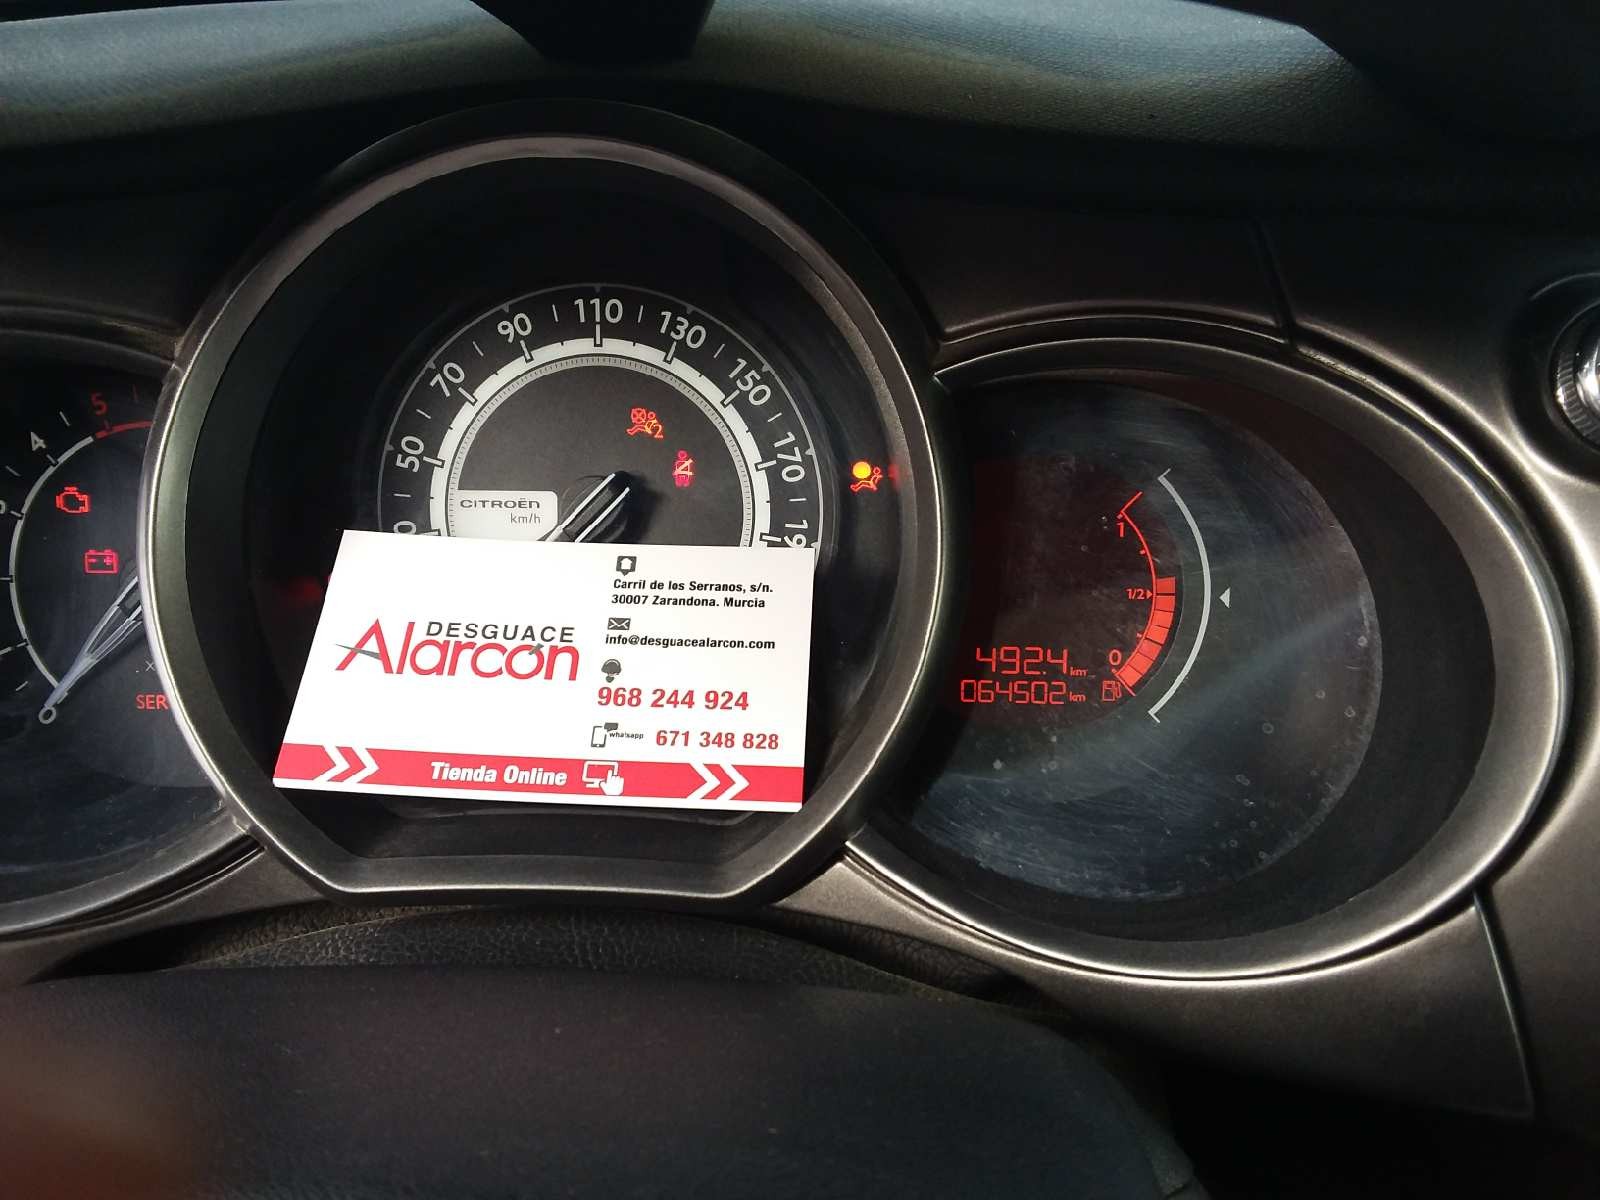 90 110 130
70 150
50 170
5
4
CITROËN
km/h
2
Carril de los Serranos, s/n.
30007 Zarandona. Murcia
DESGUACE
Alarcón
info@desguacealarcon.com
968 244 924
whatsapp 671 348 828
Tienda Online
SER
1
1/2
0
492.4 km
064502 km